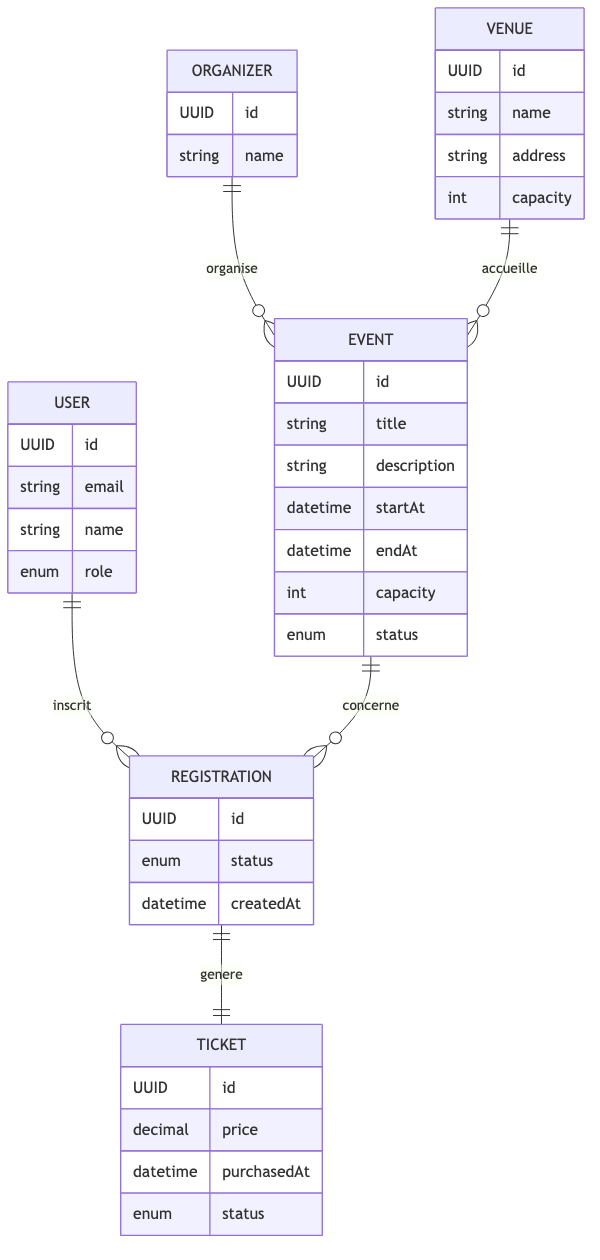 VENUE
UUID id
string name
string address
int capacity
ORGANIZER
UUID id
string name
organise
accueille
EVENT
UUID id
string title
string description
datetime startAt
datetime endAt
int capacity
enum status
USER
UUID id
string email
string name
enum role
inscrit
concerne
REGISTRATION
UUID id
enum status
datetime createdAt
genere
TICKET
UUID id
decimal price
datetime purchasedAt
enum status